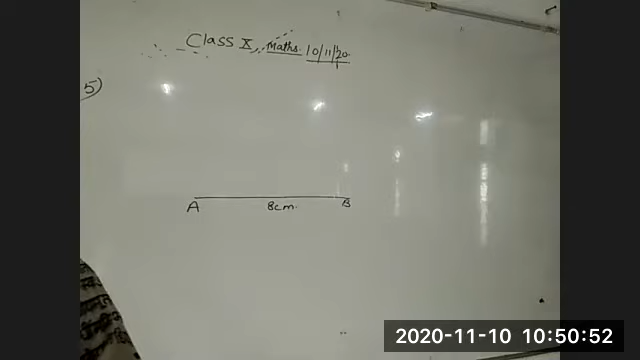 Class X Maths 10/11/20.
5)
A 8cm. B
2020-11-10 10:50:52